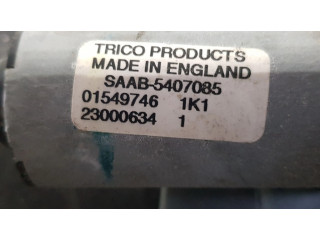 TRICO PRODUCTS
MADE IN ENGLAND
SAAB-5407085
01549746 1K1
23000634 1